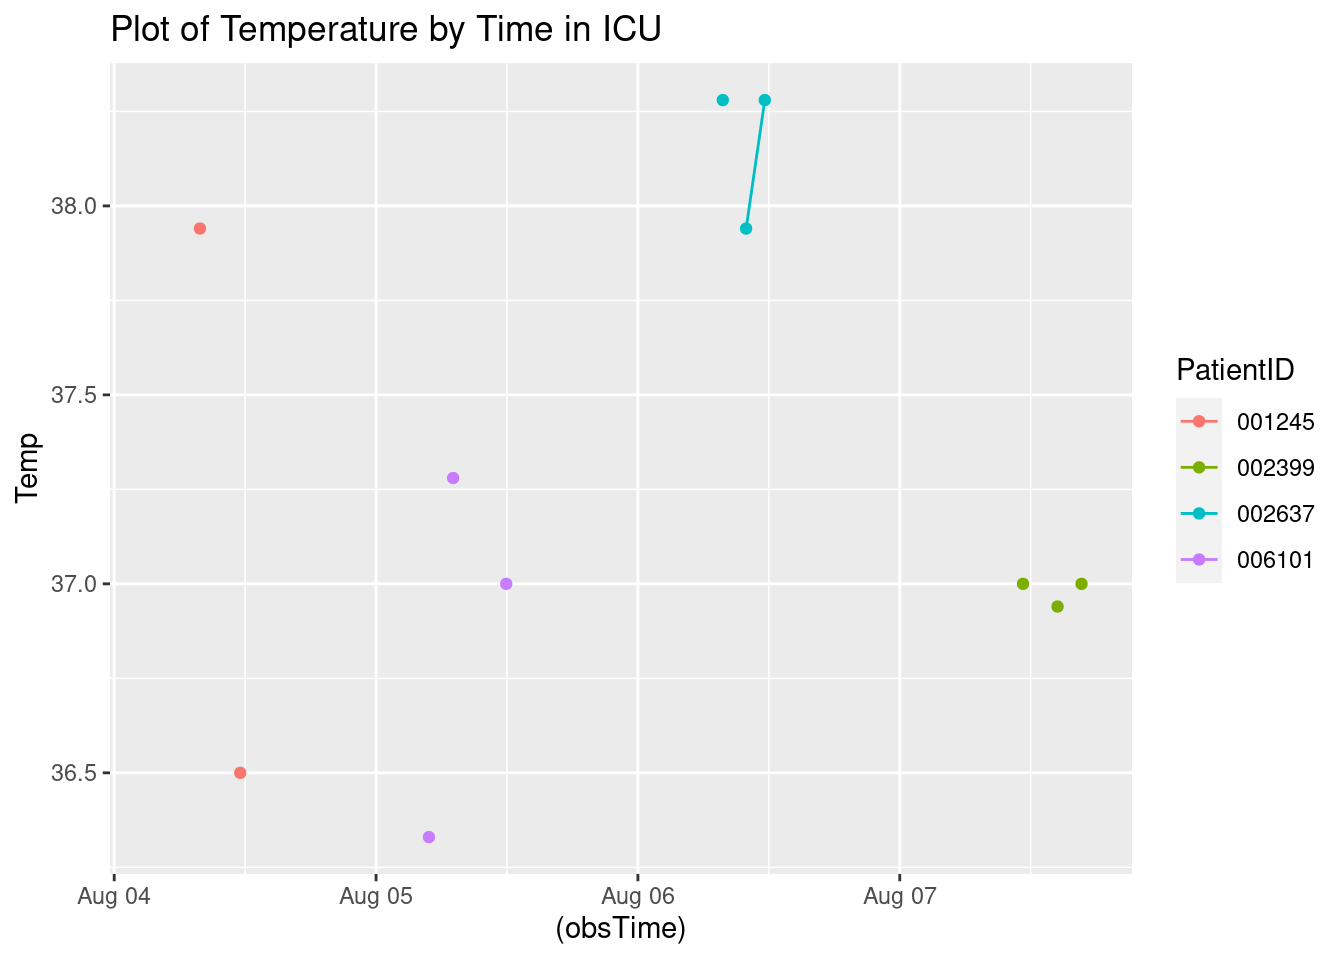 Plot of Temperature by Time in ICU
38.0
37.5
37.0
36.5
Temp
Aug 04
Aug 05
Aug 06
Aug 07
(obsTime)
PatientID
001245
002399
002637
006101